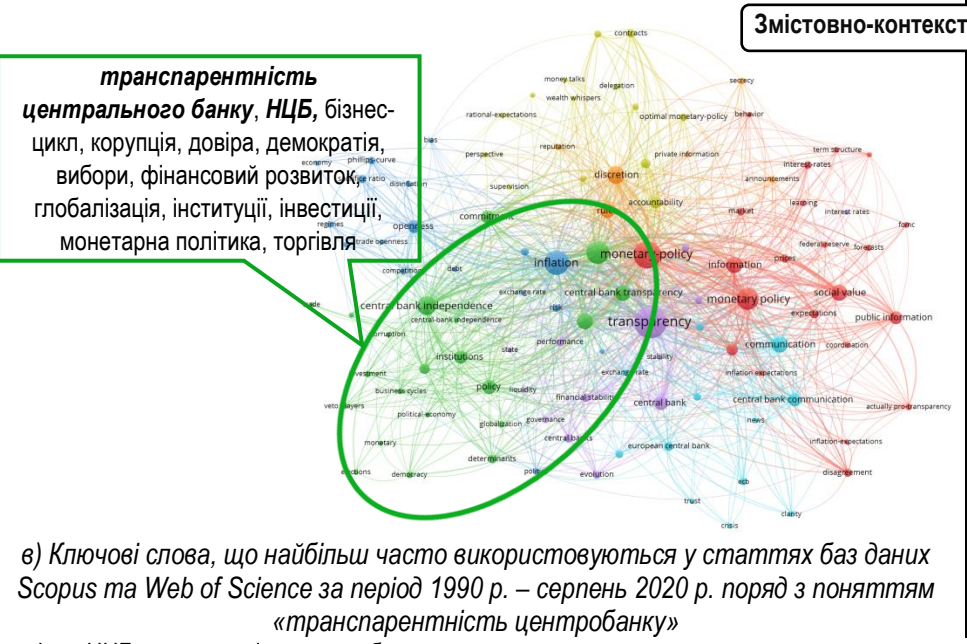 Змістовно-контекст
транспарентність
центрального банку, НЦБ, бізнес-
цикл, корупція, довіра, демократія,
вибори, фінансовий розвиток,
глобалізація, інституції, інвестиції,
монетарна політика, торгівля
contracts
money talks
delegation
secrecy
wealth whispers
rational-expectations
optimal monetary-policy
behavior
bias
reputation
term structure
economy
phillips-curve
perspective
private information
interest-rates
disinflation
supervision
discretion
announcements
accountability
learning
regimes
openness
commitment
rules
market
interest rates
fomc
trade openness
inflation
monetary-policy
federal-reserve
forecasts
competition
debt
information
prices
exchange rate
central bank transparency
monetary policy
social value
central bank independence
risk
expectations
public information
central-bank independence
transparency
corruption
performance
communication
coordination
institutions
state
stability
investment
exchange-rate
inflation expectations
business cycles
policy
liquidity
financial stability
central bank
central bank communication
actually pro-transparency
veto players
political-economy
governance
news
globalization
monetary
central banks
european central bank
inflation-expectations
determinants
elections
democracy
evolution
ecb
disagreement
trust
crisis
clarity
в) Ключові слова, що найбільш часто використовуються у статтях баз даних
Scopus та Web of Science за період 1990 р. – серпень 2020 р. поряд з поняттям
«транспарентність центробанку»